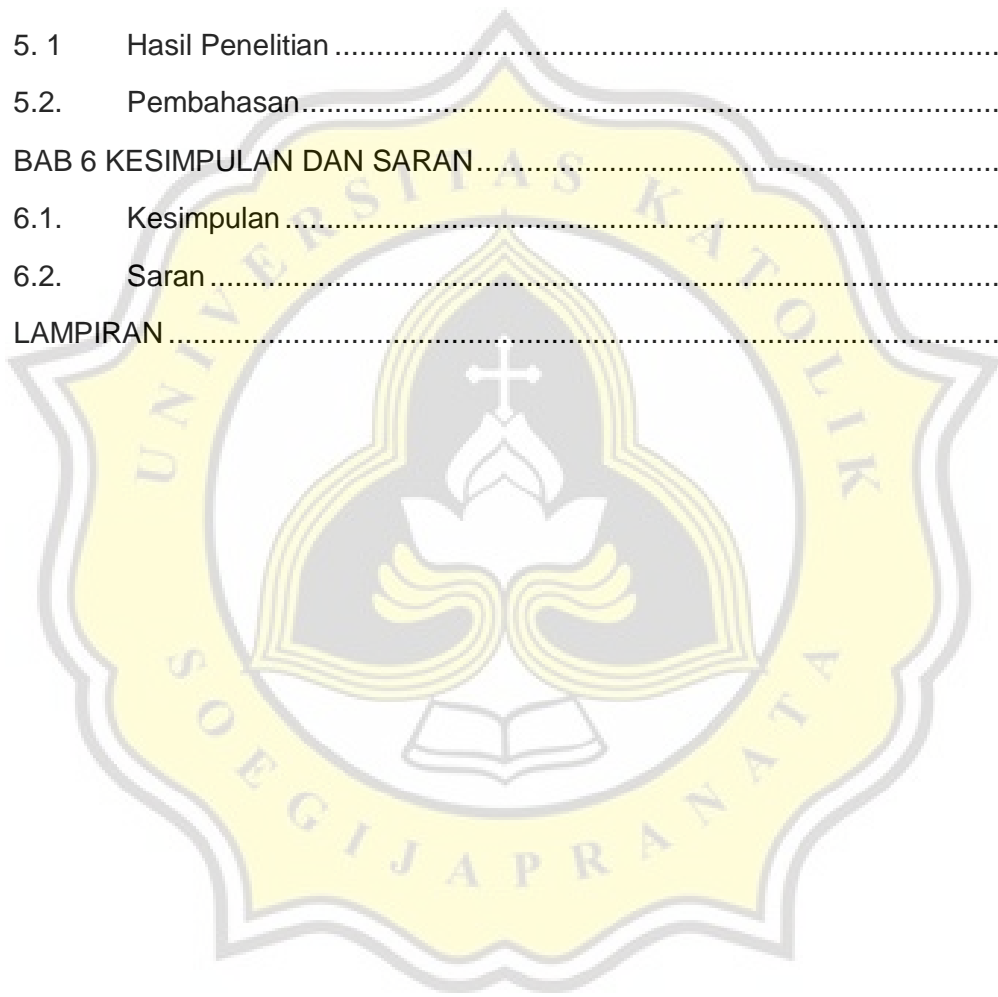 5. 1 Hasil Penelitian ................................................................................
5.2. Pembahasan ....................................................................................
BAB 6 KESIMPULAN DAN SARAN ................................................................
6.1. Kesimpulan ......................................................................................
6.2. Saran ...............................................................................................
LAMPIRAN ....................................................................................................
UNIVERSITAS KATOLIK
SOEGIJAPRANATA